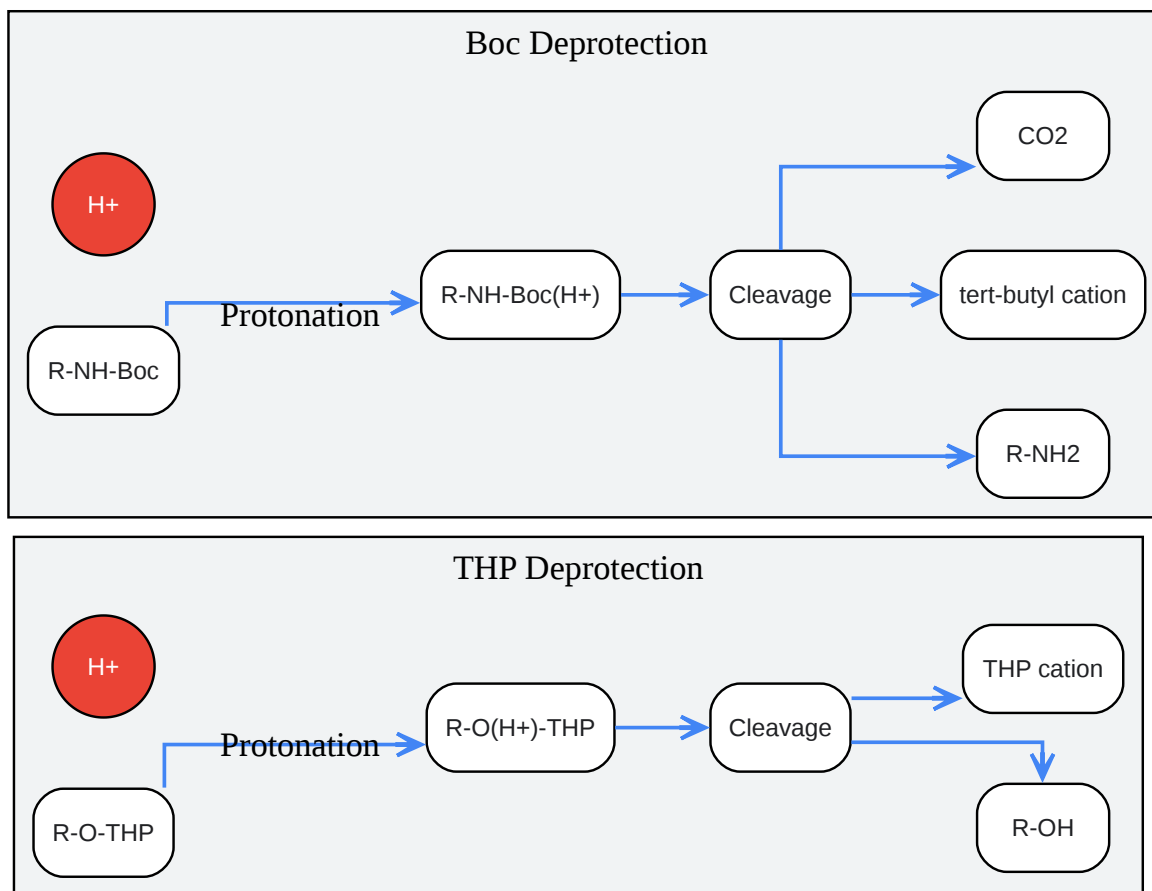 Boc Deprotection
CO2
H+
R-NH-Boc(H+)
Cleavage
tert-butyl cation
Protonation
R-NH-Boc
R-NH2
THP Deprotection
H+
THP cation
R-O(H+)-THP
Cleavage
Protonation
R-O-THP
R-OH